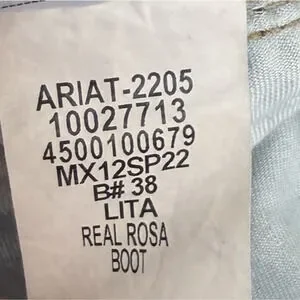 ARIAT-2205
10027713
4500100679
MX12SP22
B# 38
LITA
REAL ROSA
BOOT